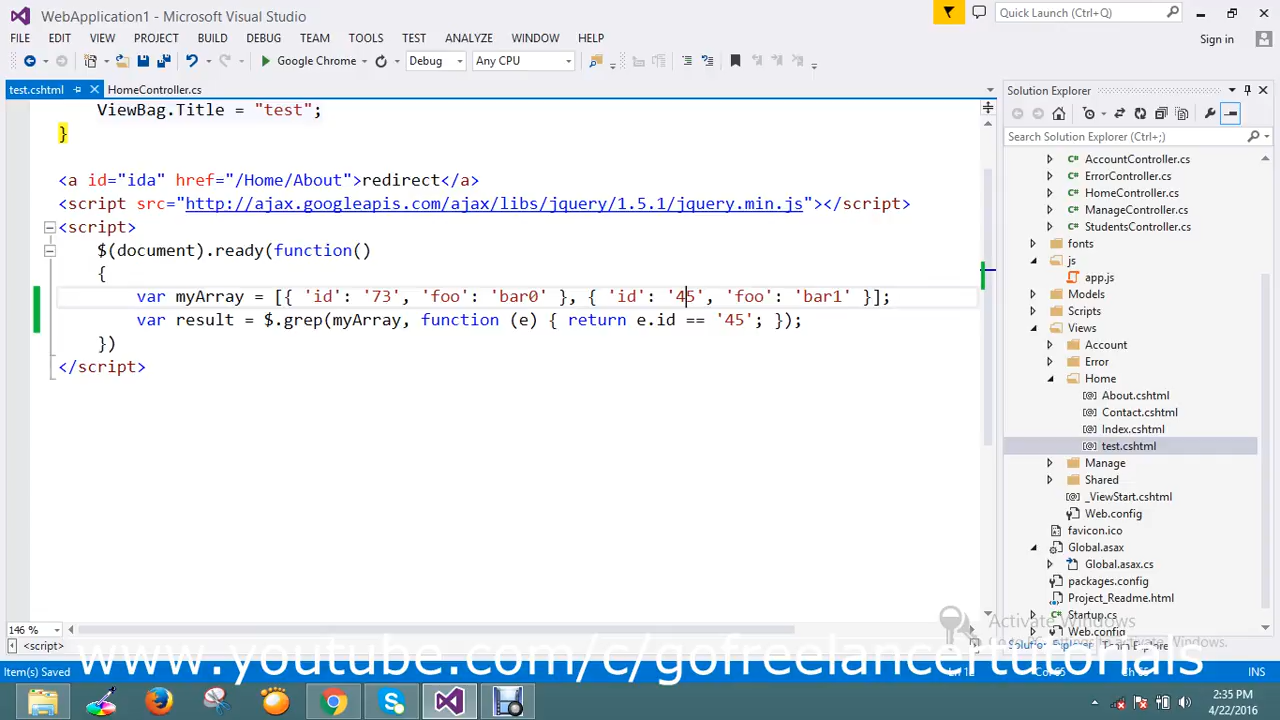 WebApplication1 - Microsoft Visual Studio
Quick Launch (Ctrl+Q)
FILE EDIT VIEW PROJECT BUILD DEBUG TEAM TOOLS TEST ANALYZE WINDOW HELP
Sign in
Google Chrome Debug Any CPU
test.cshtml HomeController.cs
ViewBag.Title = "test";
}
<a id="ida" href="/Home/About">redirect</a>
<script src="http://ajax.googleapis.com/ajax/libs/jquery/1.5.1/jquery.min.js"></script>
<script>
$(document).ready(function()
{
var myArray = [{ 'id': '73', 'foo': 'bar0' }, { 'id': '45', 'foo': 'bar1' }];
var result = $.grep(myArray, function (e) { return e.id == '45'; });
})
</script>
146 %
<script>
Item(s) Saved
Solution Explorer
Search Solution Explorer (Ctrl+;)
AccountController.cs
ErrorController.cs
HomeController.cs
ManageController.cs
StudentsController.cs
fonts
js
app.js
Models
Scripts
Views
Account
Error
Home
About.cshtml
Contact.cshtml
Index.cshtml
test.cshtml
Manage
Shared
_ViewStart.cshtml
Web.config
favicon.ico
Global.asax
Global.asax.cs
packages.config
Project_Readme.html
Startup.cs
Web.config
Activate Windows
Solution Explorer
www.youtube.com/c/gofreelancertutorials
INS
2:35 PM
4/22/2016